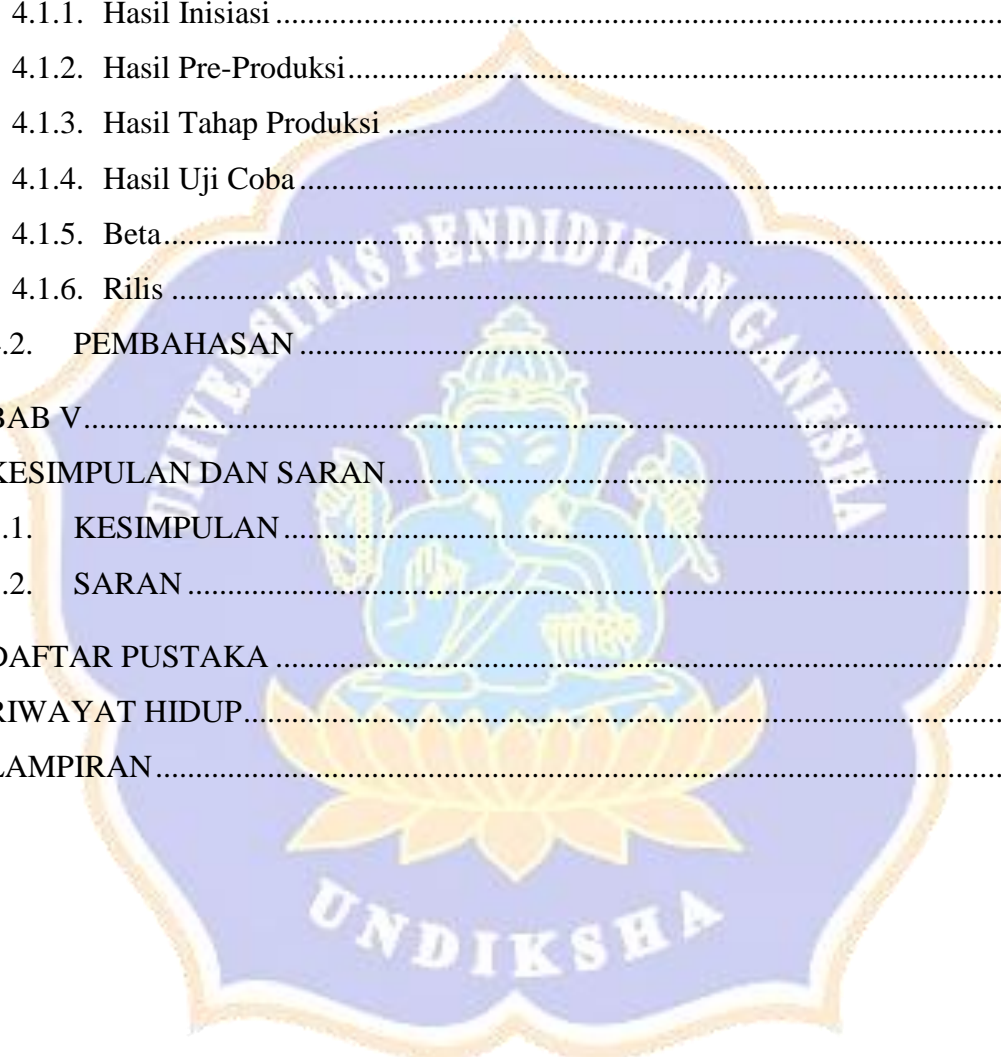 4.1.1. Hasil Inisiasi
4.1.2. Hasil Pre-Produksi
4.1.3. Hasil Tahap Produksi
4.1.4. Hasil Uji Coba
4.1.5. Beta
4.1.6. Rilis
.2. PEMBAHASAN
BAB V
KESIMPULAN DAN SARAN
.1. KESIMPULAN
.2. SARAN
DAFTAR PUSTAKA
RIWAYAT HIDUP
LAMPIRAN
UNIVERSITAS PENDIDIKAN GANESHA
UNDIKSHA